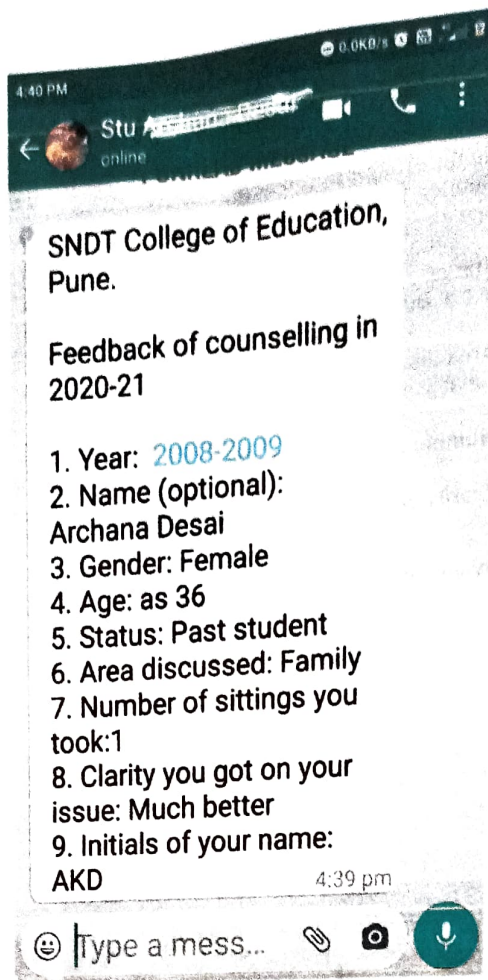 0.0KB/s
4:40 PM
Stu
online
SNDT College of Education,
Pune.
Feedback of counselling in
2020-21
1. Year: 2008-2009
2. Name (optional):
Archana Desai
3. Gender: Female
4. Age: as 36
5. Status: Past student
6. Area discussed: Family
7. Number of sittings you
took:1
8. Clarity you got on your
issue: Much better
9. Initials of your name:
AKD
4:39 pm
Type a mess...